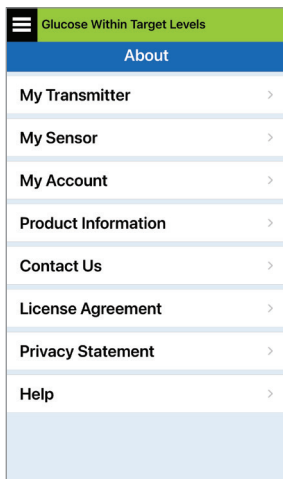 Glucose Within Target Levels
About
My Transmitter
My Sensor
My Account
Product Information
Contact Us
License Agreement
Privacy Statement
Help